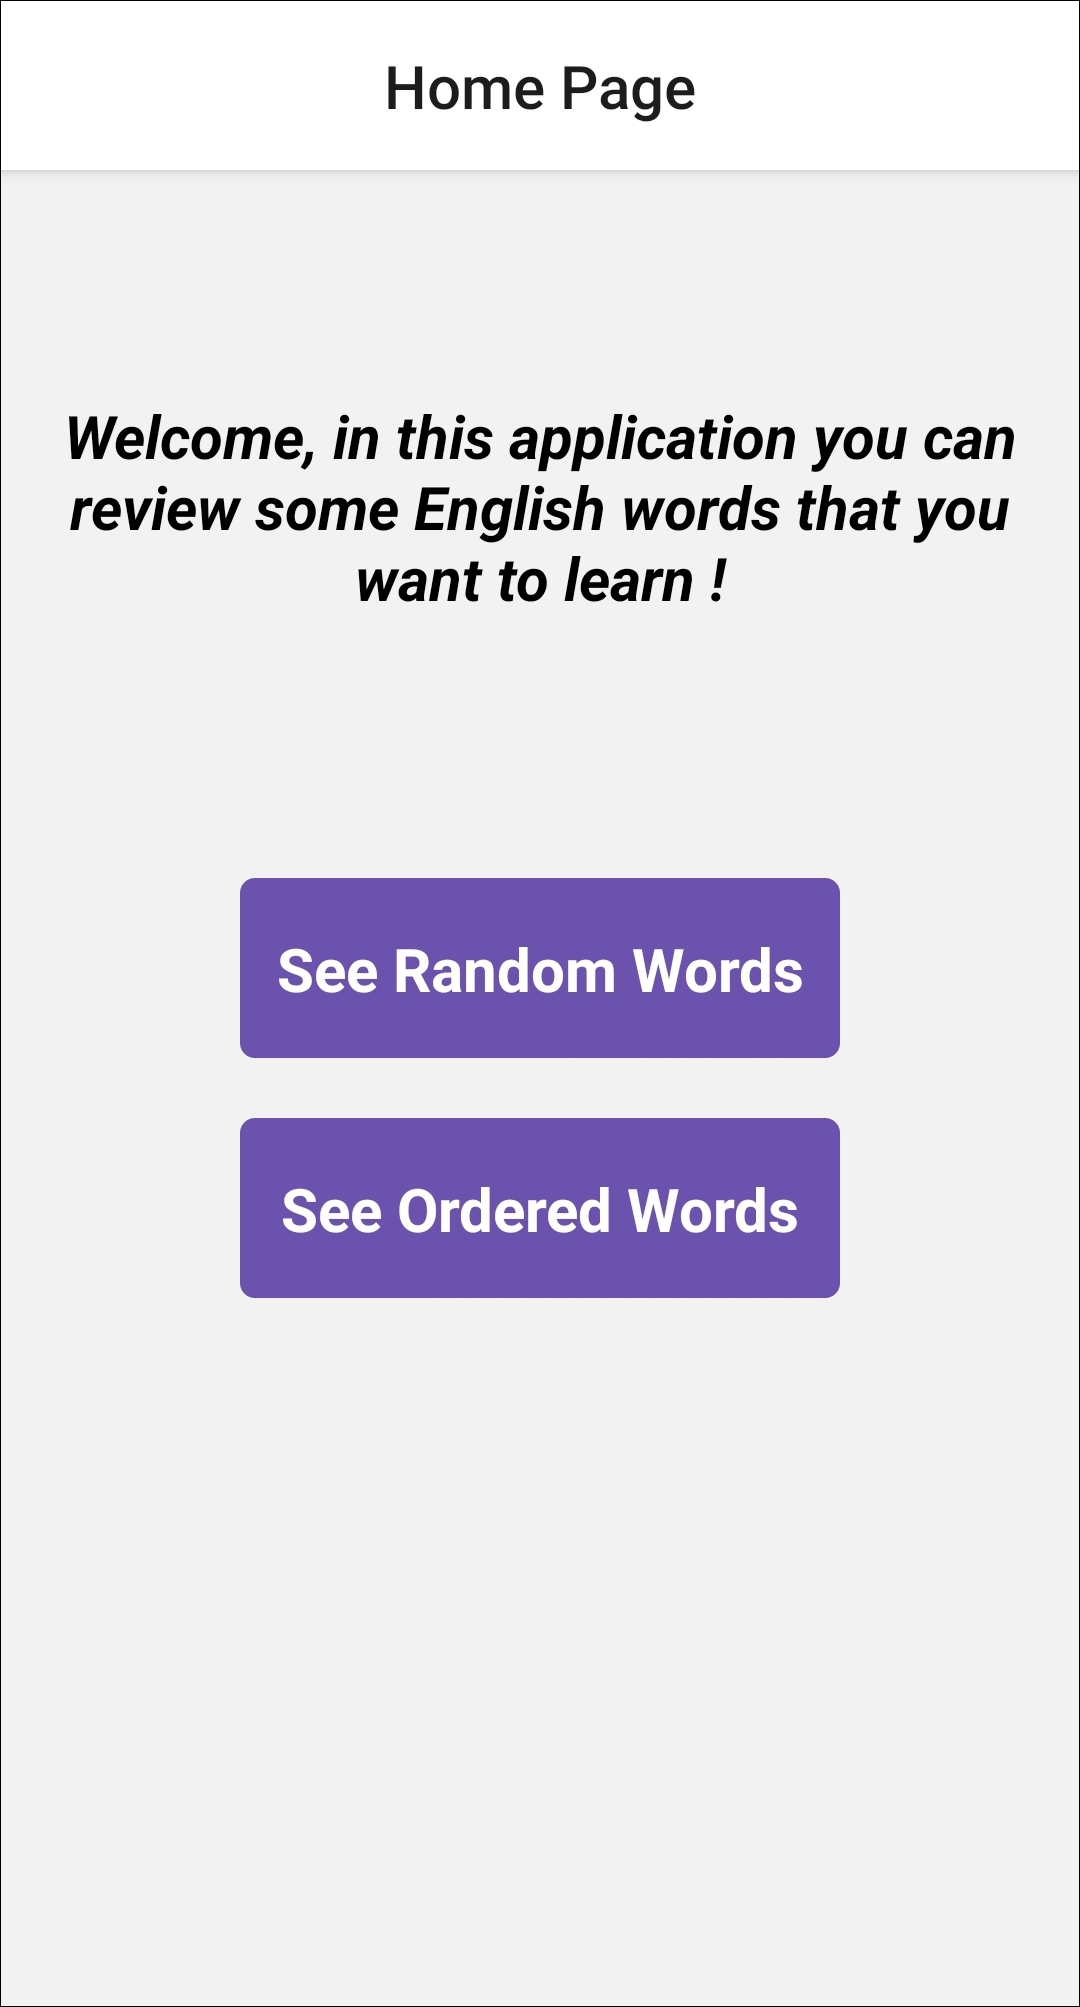 Home Page
Welcome, in this application you can
review some English words that you
want to learn !
See Random Words
See Ordered Words